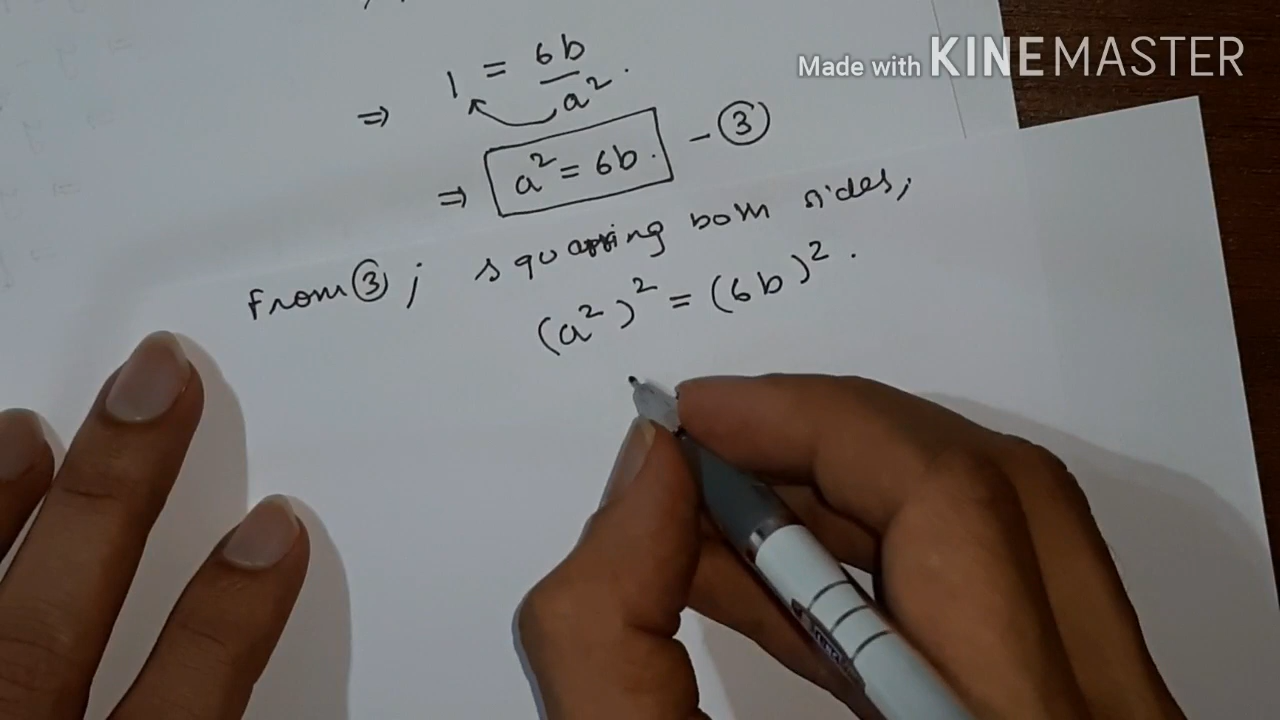 Made with KINEMASTER
⇒ 1 = 6b/a².
⇒ a² = 6b. – ③
From ③; squaring both sides,
(a²)² = (6b)².